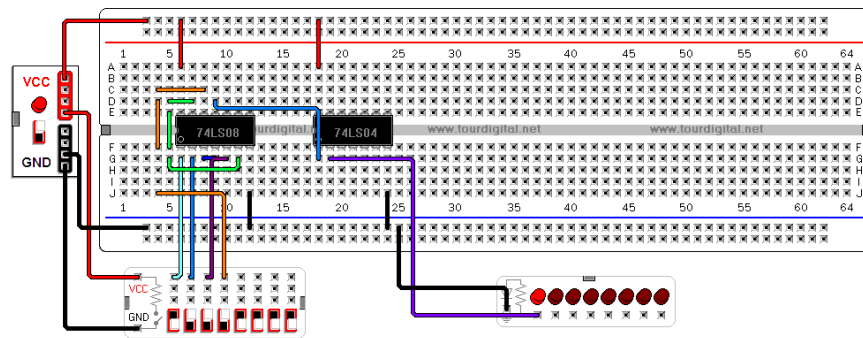 1 5 10 15 20 25 30 35 40 45 50 55 60 64
A A
B B
C C
D D
E E
VCC
GND
74LS08 tourdigital.net 74LS04 www.tourdigital.net www.tourdigital.net
F F
G G
H H
I I
J J
1 5 10 15 20 25 30 35 40 45 50 55 60 64
VCC
GND